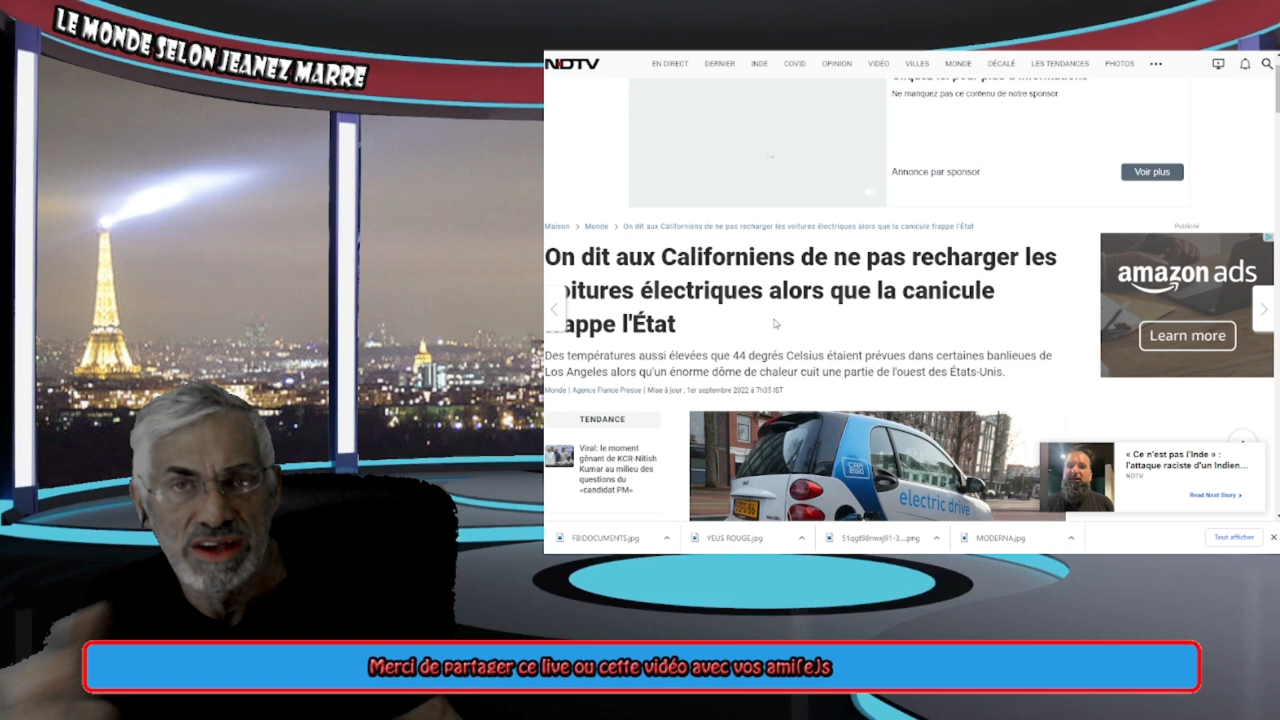 LE MONDE SELON JEANEZ MARRE
NDTV
EN DIRECT DERNIER INDE COVID OPINION VIDÉO VILLES MONDE DÉCALÉ LES TENDANCES PHOTOS •••
Ne manquez pas ce contenu de notre sponsor
Annonce par sponsor
Voir plus
Maison > Monde > On dit aux Californiens de ne pas recharger les voitures électriques alors que la canicule frappe l'État
Publicité
On dit aux Californiens de ne pas recharger les
oitures électriques alors que la canicule
appe l'État
amazon ads
Learn more
Des températures aussi élevées que 44 degrés Celsius étaient prévues dans certaines banlieues de
Los Angeles alors qu'un énorme dôme de chaleur cuit une partie de l'ouest des États-Unis.
Monde | Agence France Presse | Mise à jour : 1er septembre 2022 à 7h35 IST
TENDANCE
Viral: le moment
gênant de KCR-Nitish
Kumar au milieu des
questions du
«candidat PM»
CAR
2GO
electric drive
« Ce n'est pas l'Inde » :
l'attaque raciste d'un Indien...
NDTV
Read Next Story >
FBIDOCUMENTS.jpg
YEUS ROUGE.jpg
MODERNA.jpg
Tout afficher
Merci de partager ce live ou cette vidéo avec vos ami(e)s